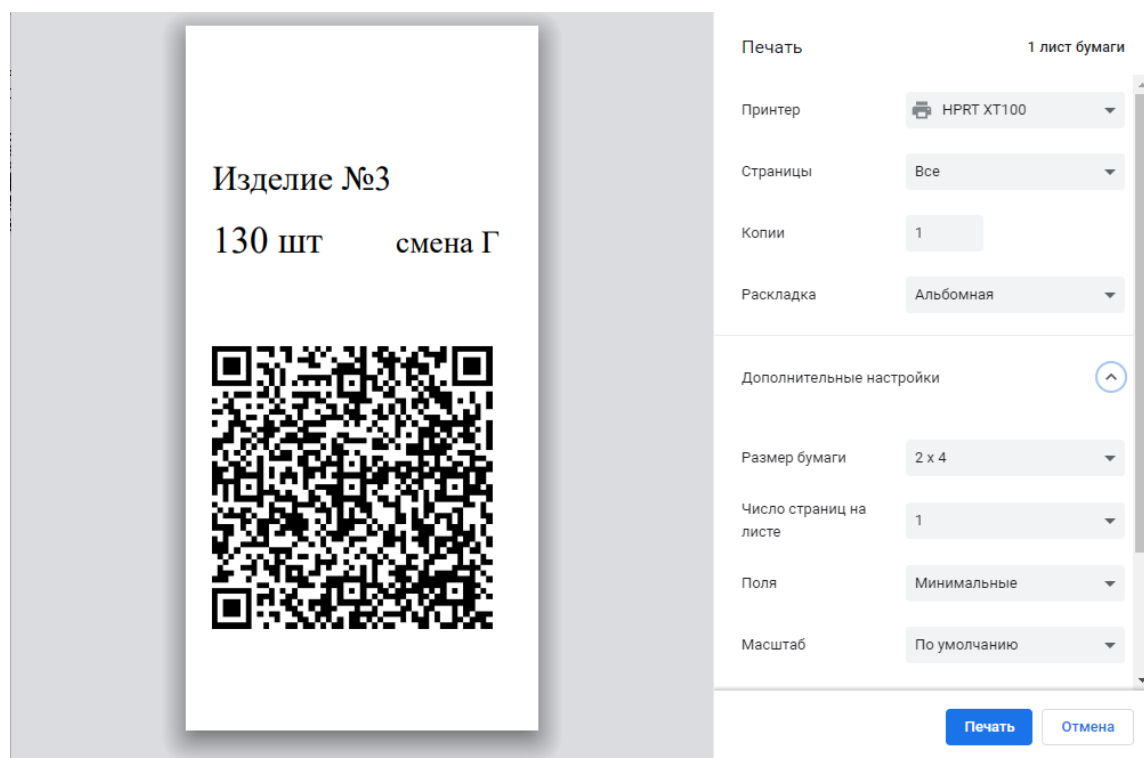 Изделие №3
130 шт смена Г
Печать 1 лист бумаги
Принтер HPRT XT100
Страницы Все
Копии 1
Раскладка Альбомная
Дополнительные настройки
Размер бумаги 2 x 4
Число страниц на
листе 1
Поля Минимальные
Масштаб По умолчанию
Печать Отмена